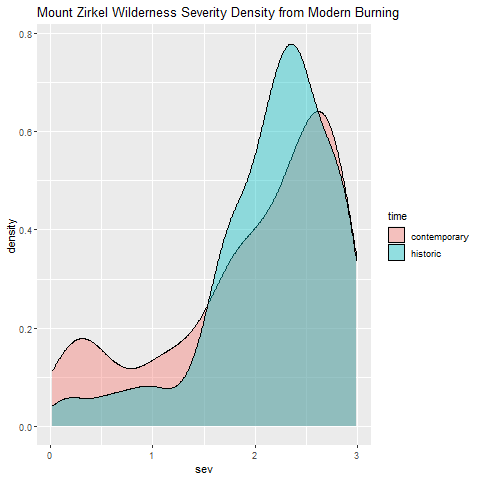 Mount Zirkel Wilderness Severity Density from Modern Burning
0.8
0.6
0.4
0.2
0.0
density
0 1 2 3
sev
time
contemporary
historic